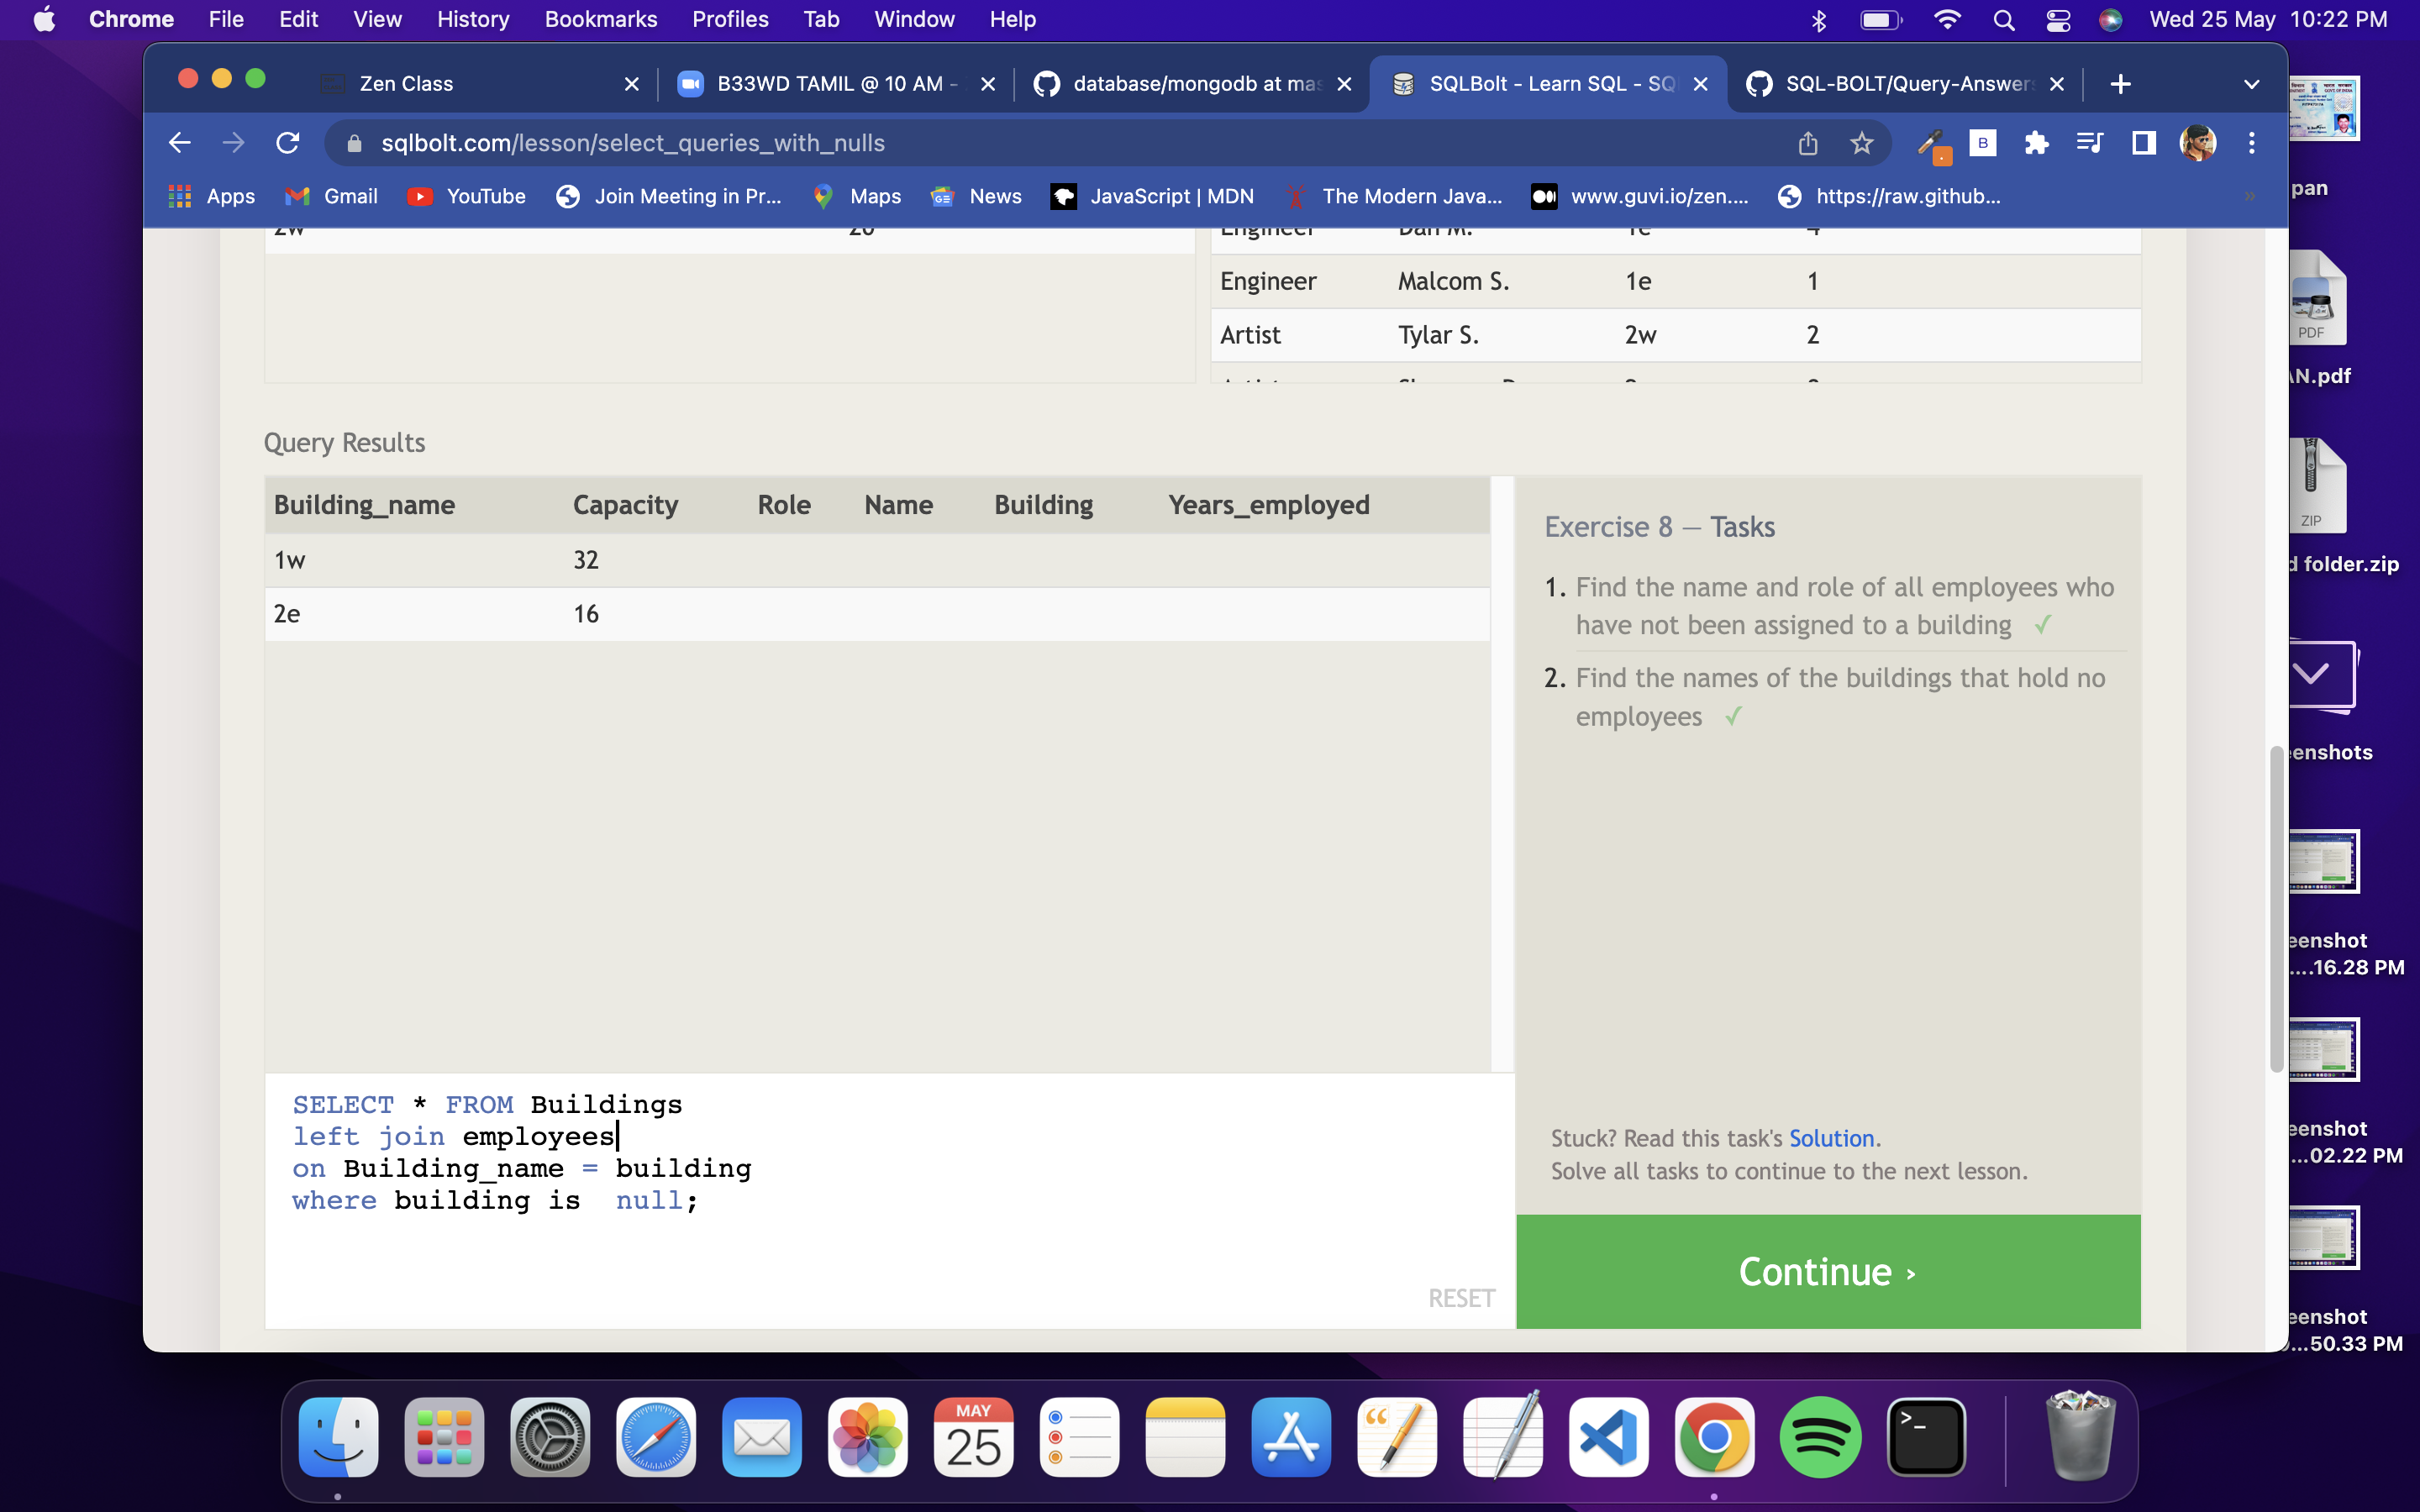 Chrome File Edit View History Bookmarks Profiles Tab Window Help Wed 25 May 10:22 PM
Zen Class B33WD TAMIL @ 10 AM - database/mongodb at mas SQLBolt - Learn SQL - SQ SQL-BOLT/Query-Answer
sqlbolt.com/lesson/select_queries_with_nulls B
Apps Gmail YouTube Join Meeting in Pr... Maps News JavaScript | MDN The Modern Java... www.guvi.io/zen.... https://raw.github...
2w 20
Engineer Dan M. 1e 4
Engineer Malcom S. 1e 1
Artist Tylar S. 2w 2
Query Results
Building_name Capacity Role Name Building Years_employed
1w 32
2e 16
Exercise 8 — Tasks
1. Find the name and role of all employees who
have not been assigned to a building ✓
2. Find the names of the buildings that hold no
employees ✓
SELECT * FROM Buildings
left join employees
on Building_name = building
where building is null;
RESET
Stuck? Read this task's Solution.
Solve all tasks to continue to the next lesson.
Continue ›
pan
PDF
AN.pdf
ZIP
d folder.zip
eenshots
eenshot
....16.28 PM
eenshot
...02.22 PM
eenshot
...50.33 PM
MAY
25
>_